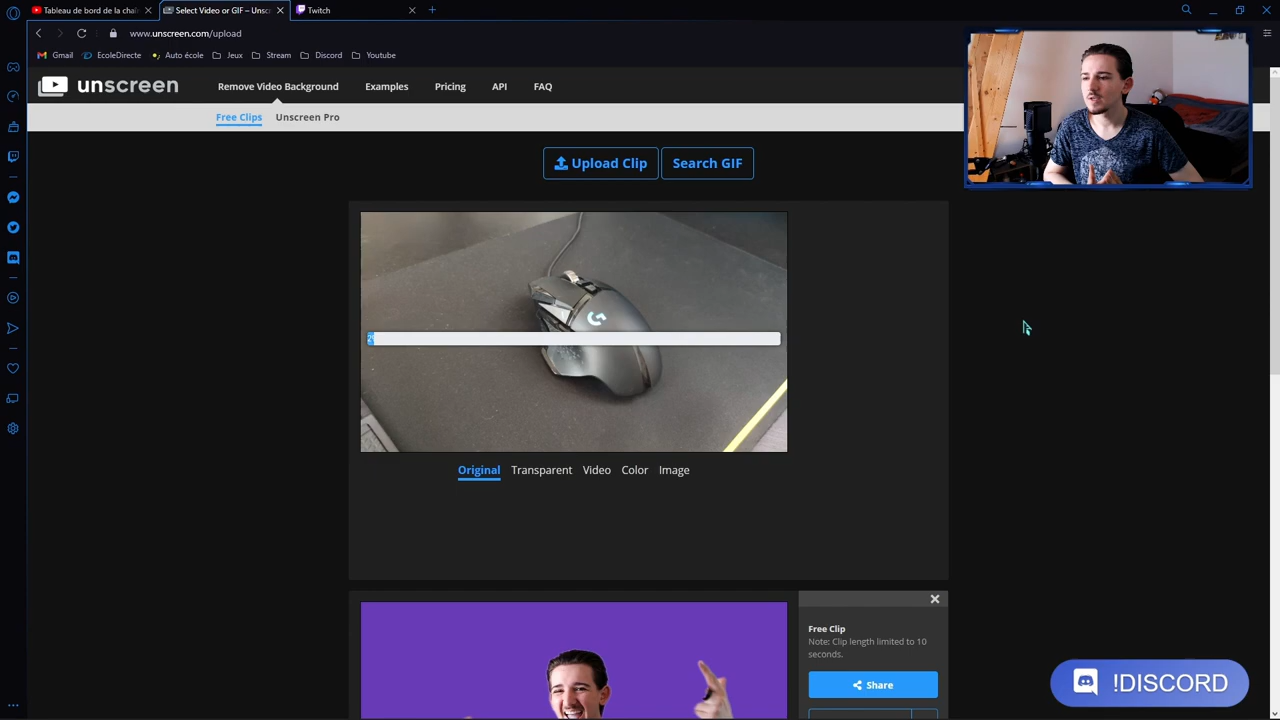 Tableau de bord de la chaî
Select Video or GIF – Unsc
Twitch
www.unscreen.com/upload
Gmail
EcoleDirecte
Auto école
Jeux
Stream
Discord
Youtube
unscreen
Remove Video Background
Examples
Pricing
API
FAQ
Free Clips
Unscreen Pro
Upload Clip
Search GIF
Original
Transparent
Video
Color
Image
Free Clip
Note: Clip length limited to 10
seconds.
Share
!DISCORD